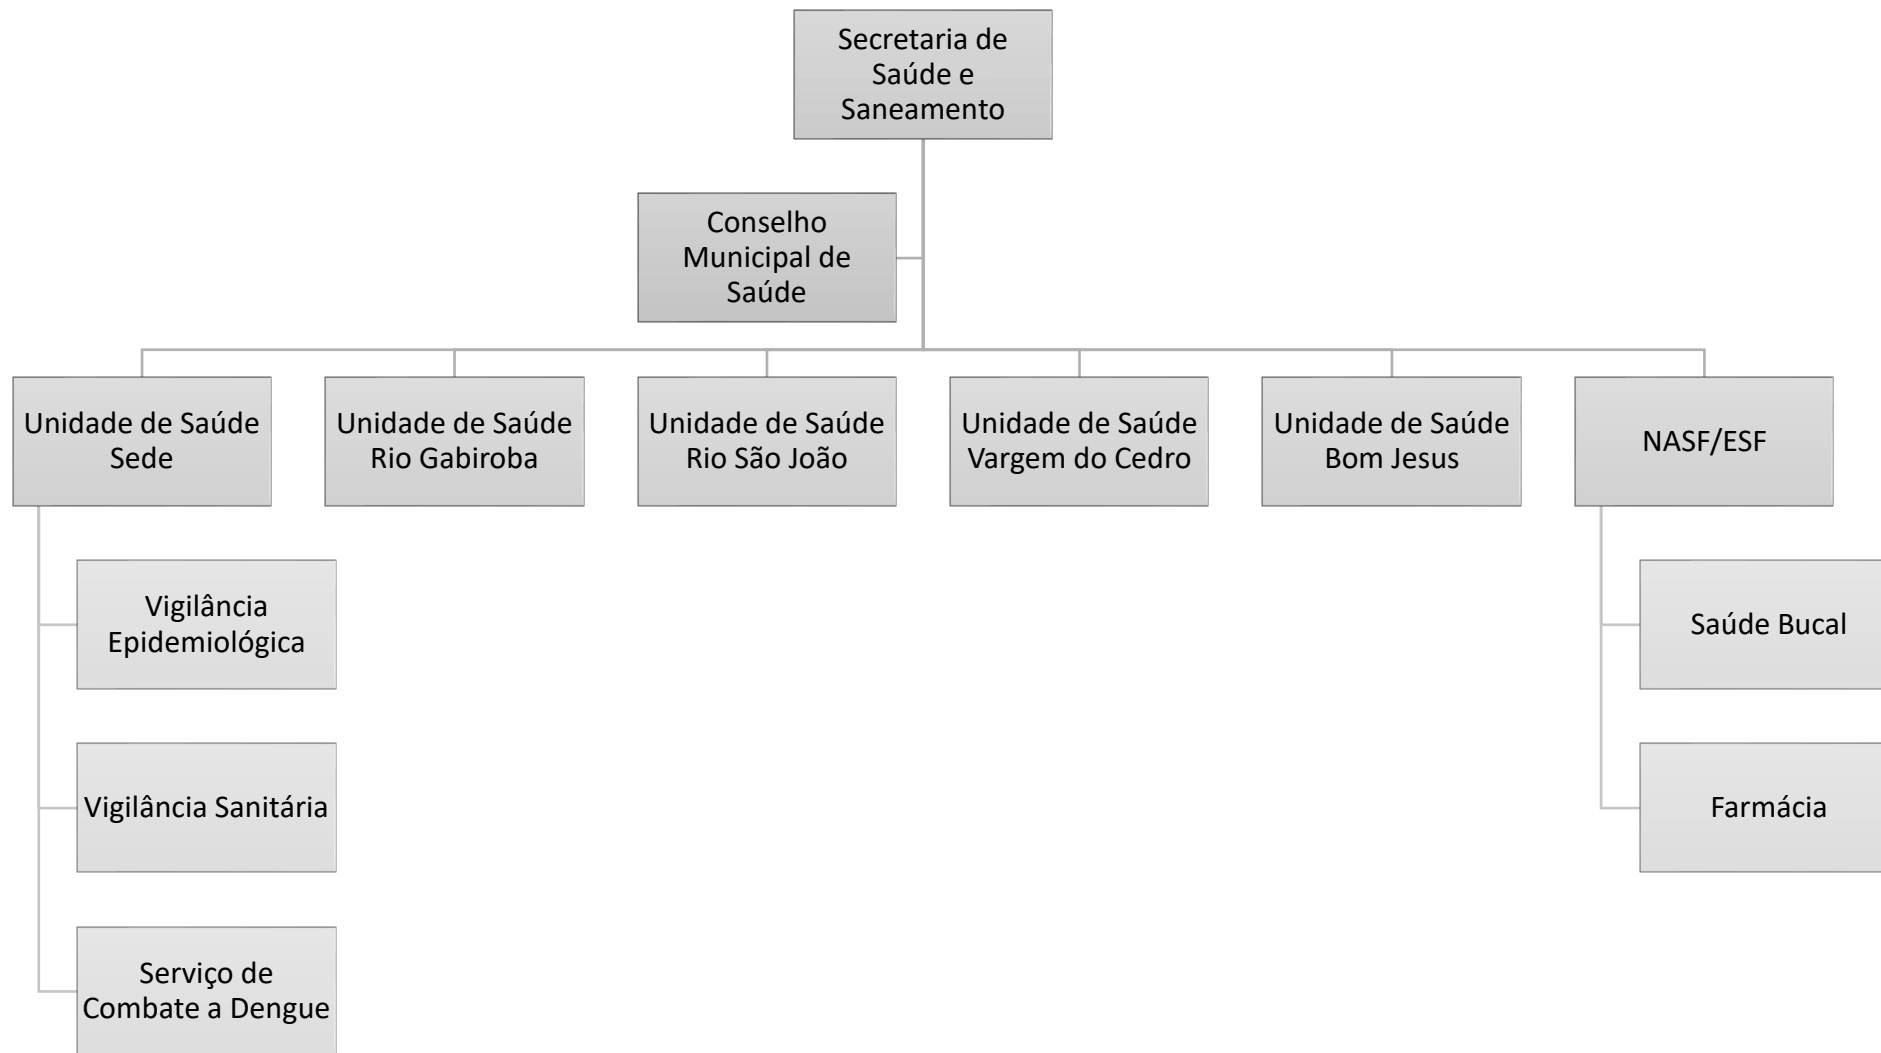 Secretaria de
Saúde e
Saneamento
Conselho
Municipal de
Saúde
Unidade de Saúde
Sede
Unidade de Saúde
Rio Gabiroba
Unidade de Saúde
Rio São João
Unidade de Saúde
Vargem do Cedro
Unidade de Saúde
Bom Jesus
NASF/ESF
Vigilância
Epidemiológica
Vigilância Sanitária
Serviço de
Combate a Dengue
Saúde Bucal
Farmácia